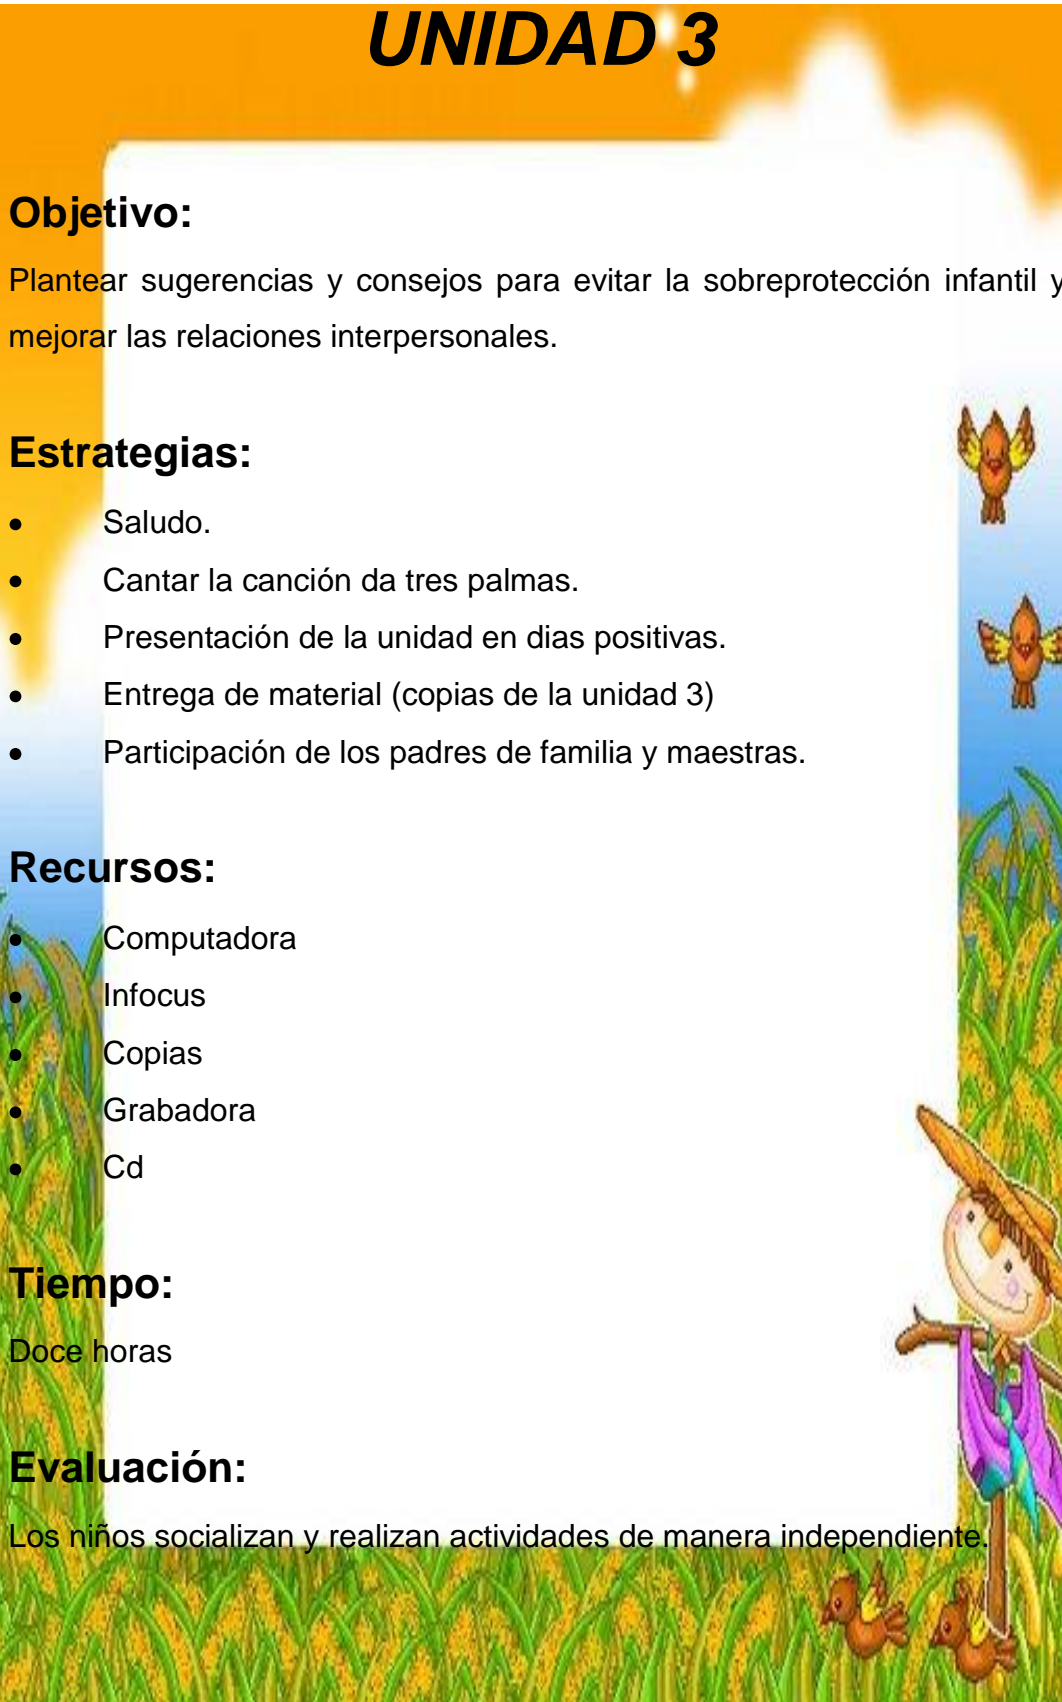 UNIDAD 3
Objetivo:
Plantear sugerencias y consejos para evitar la sobreprotección infantil y
mejorar las relaciones interpersonales.
Estrategias:
• Saludo.
• Cantar la canción da tres palmas.
• Presentación de la unidad en dias positivas.
• Entrega de material (copias de la unidad 3)
• Participación de los padres de familia y maestras.
Recursos:
• Computadora
• Infocus
• Copias
• Grabadora
• Cd
Tiempo:
Doce horas
Evaluación:
Los niños socializan y realizan actividades de manera independiente.